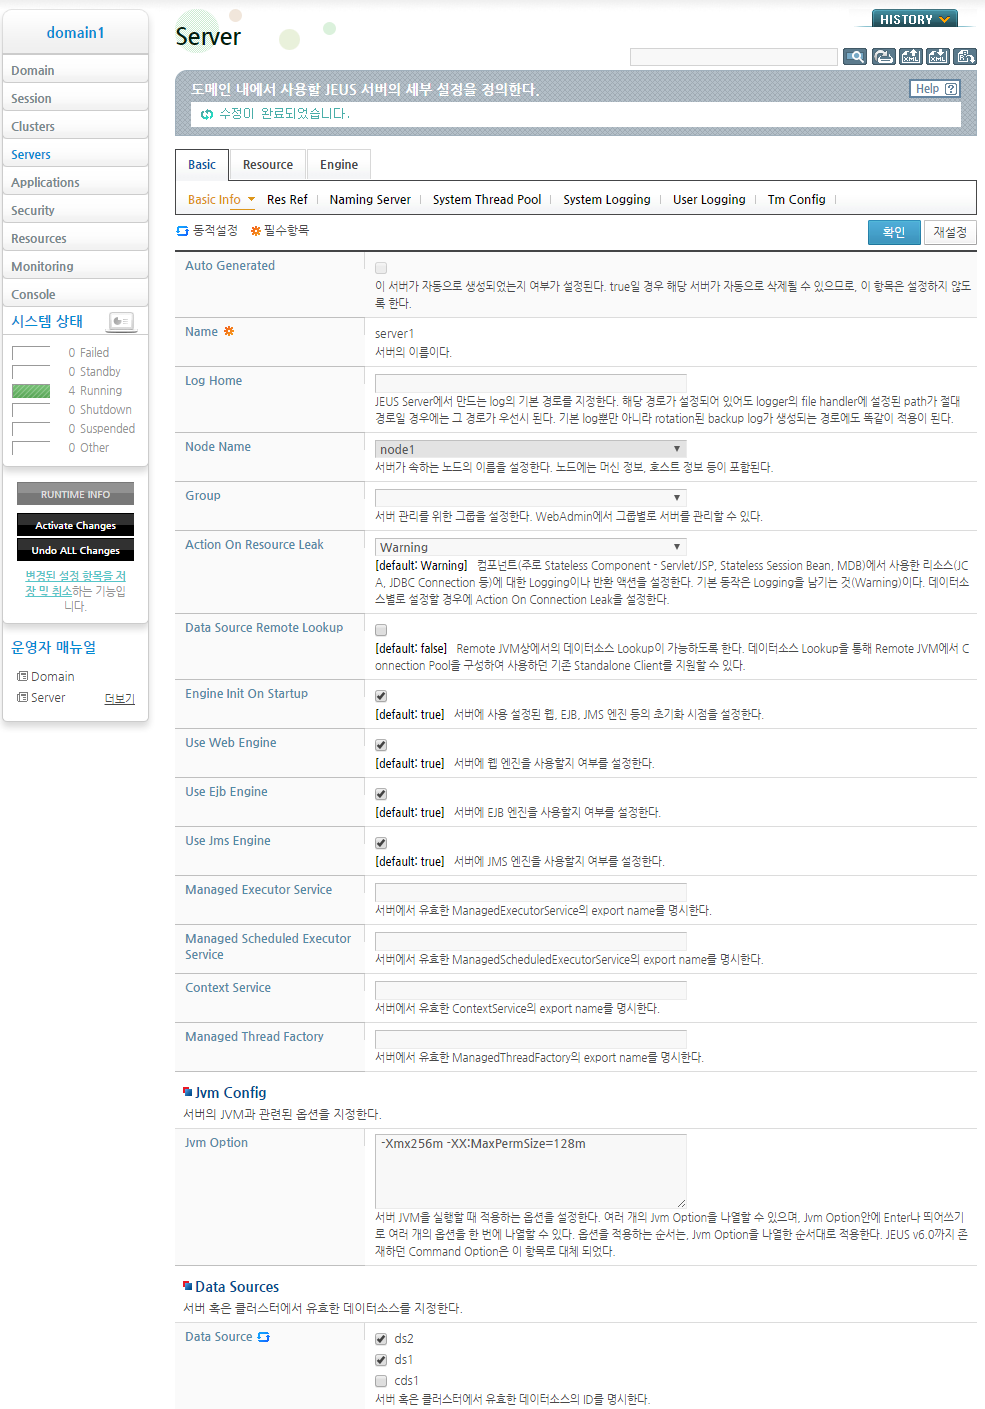 domain1
Domain
Session
Clusters
Servers
Applications
Security
Resources
Monitoring
Console
시스템 상태
0 Failed
0 Standby
4 Running
0 Shutdown
0 Suspended
0 Other
RUNTIME INFO
Activate Changes
Undo ALL Changes
변경된 설정 항목을 저
장 및 취소하는 기능입
니다.
운영자 매뉴얼
Domain
Server
더보기
HISTORY
Server
도메인 내에서 사용할 JEUS 서버의 세부 설정을 정의한다.
Help ?
수정이 완료되었습니다.
Basic Resource Engine
Basic Info Res Ref Naming Server System Thread Pool System Logging User Logging Tm Config
동적설정 필수항목
확인 재설정
Auto Generated
이 서버가 자동으로 생성되었는지 여부가 설정된다. true일 경우 해당 서버가 자동으로 삭제될 수 있으므로, 이 항목은 설정하지 않도
록 한다.
Name
server1
서버의 이름이다.
Log Home
JEUS Server에서 만드는 log의 기본 경로를 지정한다. 해당 경로가 설정되어 있어도 logger의 file handler에 설정된 path가 절대
경로일 경우에는 그 경로가 우선시 된다. 기본 log뿐만 아니라 rotation된 backup log가 생성되는 경로에도 똑같이 적용이 된다.
Node Name
node1
서버가 속하는 노드의 이름을 설정한다. 노드에는 머신 정보, 호스트 정보 등이 포함된다.
Group
서버 관리를 위한 그룹을 설정한다. WebAdmin에서 그룹별로 서버를 관리할 수 있다.
Action On Resource Leak
Warning
[default: Warning] 컴포넌트(주로 Stateless Component - Servlet/JSP, Stateless Session Bean, MDB)에서 사용한 리소스(JC
A, JDBC Connection 등)에 대한 Logging이나 반환 액션을 설정한다. 기본 동작은 Logging을 남기는 것(Warning)이다. 데이터소
스별로 설정할 경우에 Action On Connection Leak을 설정한다.
Data Source Remote Lookup
[default: false] Remote JVM상에서의 데이터소스 Lookup이 가능하도록 한다. 데이터소스 Lookup을 통해 Remote JVM에서 C
onnection Pool을 구성하여 사용하던 기존 Standalone Client를 지원할 수 있다.
Engine Init On Startup
[default: true] 서버에 사용 설정된 웹, EJB, JMS 엔진 등의 초기화 시점을 설정한다.
Use Web Engine
[default: true] 서버에 웹 엔진을 사용할지 여부를 설정한다.
Use Ejb Engine
[default: true] 서버에 EJB 엔진을 사용할지 여부를 설정한다.
Use Jms Engine
[default: true] 서버에 JMS 엔진을 사용할지 여부를 설정한다.
Managed Executor Service
서버에서 유효한 ManagedExecutorService의 export name를 명시한다.
Managed Scheduled Executor
Service
서버에서 유효한 ManagedScheduledExecutorService의 export name를 명시한다.
Context Service
서버에서 유효한 ContextService의 export name를 명시한다.
Managed Thread Factory
서버에서 유효한 ManagedThreadFactory의 export name를 명시한다.
Jvm Config
서버의 JVM과 관련된 옵션을 지정한다.
Jvm Option
-Xmx256m -XX:MaxPermSize=128m
서버 JVM을 실행할 때 적용하는 옵션을 설정한다. 여러 개의 Jvm Option을 나열할 수 있으며, Jvm Option안에 Enter나 띄어쓰기
로 여러 개의 옵션을 한 번에 나열할 수 있다. 옵션을 적용하는 순서는, Jvm Option을 나열한 순서대로 적용한다. JEUS v6.0까지 존
재하던 Command Option은 이 항목로 대체 되었다.
Data Sources
서버 혹은 클러스터에서 유효한 데이터소스를 지정한다.
Data Source
ds2
ds1
cds1
서버 혹은 클러스터에서 유효한 데이터소스의 ID를 명시한다.